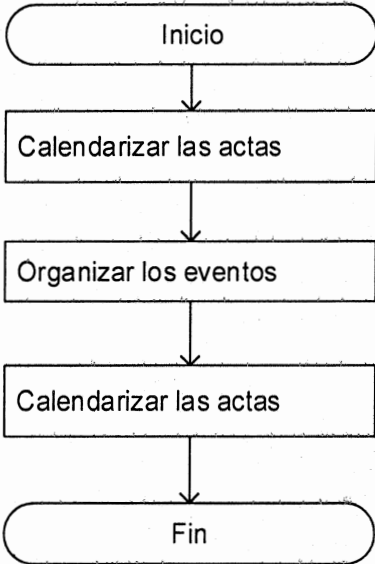 Inicio
Calendarizar las actas
Organizar los eventos
Calendarizar las actas
Fin